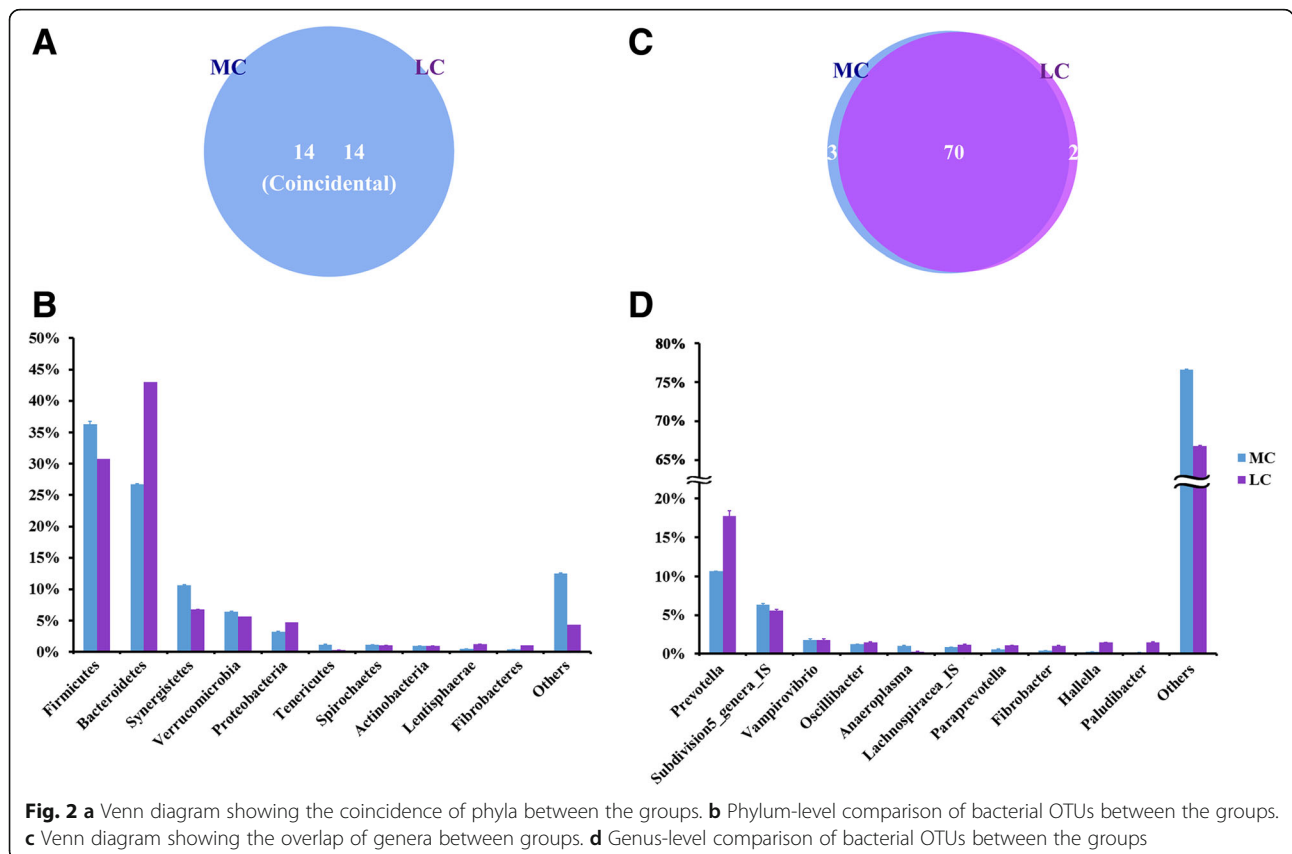 A
MC
LC
14 14
(Coincidental)
C
MC
LC
3
70
2
B
50%
45%
40%
35%
30%
25%
20%
15%
10%
5%
0%
Firmicutes
Bacteroidetes
Synergistetes
Verrucomicrobia
Proteobacteria
Tenericutes
Spirochaetes
Actinobacteria
Lentisphaerae
Fibrobacteres
Others
D
80%
75%
70%
65%
20%
15%
10%
5%
0%
Prevotella
Subdivision5_genera_IS
Vampirovibrio
Oscillibacter
Anaeroplasma
Lachnospiracea_IS
Paraprevotella
Fibrobacter
Hallella
Paludibacter
Others
MC
LC
Fig. 2 a Venn diagram showing the coincidence of phyla between the groups. b Phylum-level comparison of bacterial OTUs between the groups.
c Venn diagram showing the overlap of genera between groups. d Genus-level comparison of bacterial OTUs between the groups